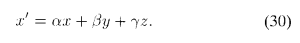 x′ = αx + βy + γz. (30)